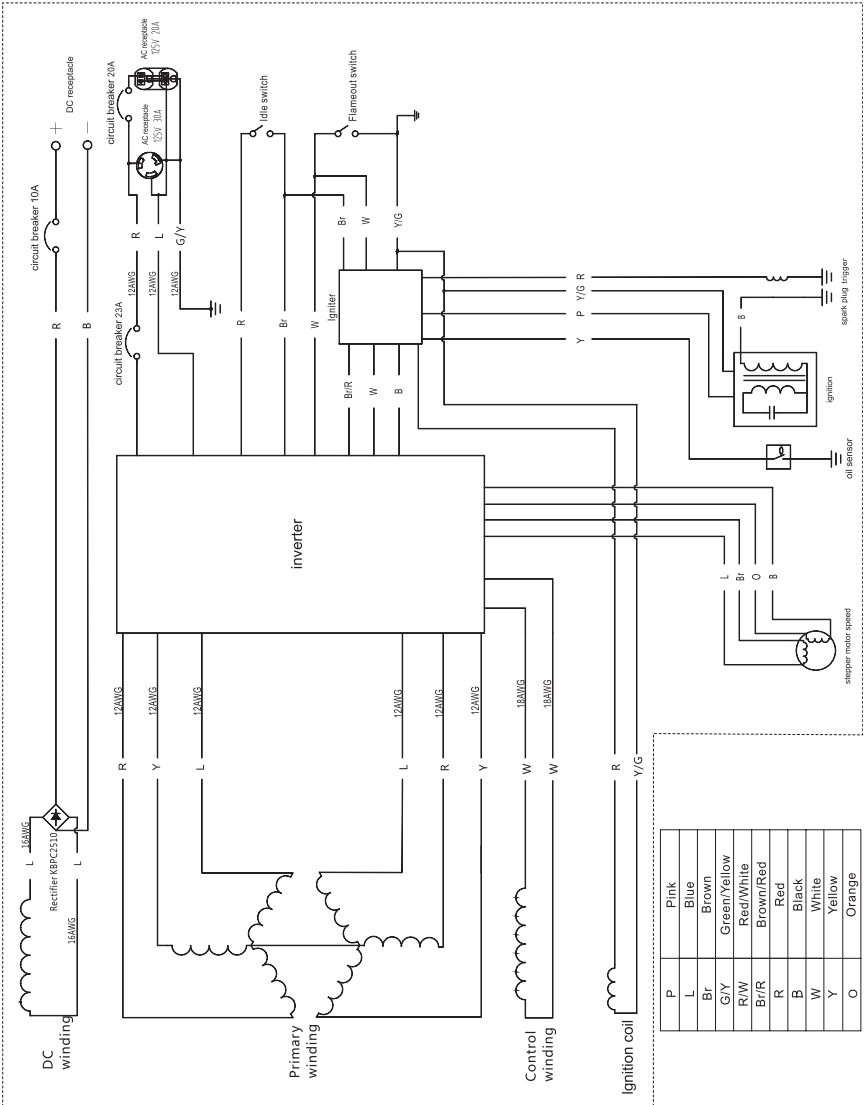 DC receptacle
+
−
circuit breaker 10A
R
B
16AWG
L
Rectifier KBPC2510
L
16AWG
DC
winding
circuit breaker 20A
AC receptacle
125V 20A
AC receptacle
125V 30A
R
L
G/Y
12AWG
12AWG
12AWG
circuit breaker 23A
Idle switch
Flameout switch
R
Br
W
Br
W
Y/G
Igniter
Br/R
W
B
R
Y/G
P
Y
spark plug trigger
B
ignition
oil sensor
inverter
L
Br
O
B
stepper motor speed
12AWG
12AWG
12AWG
12AWG
12AWG
12AWG
18AWG
18AWG
R
Y
L
L
R
Y
W
W
R
Y/G
Primary
winding
Control
winding
Ignition coil
P Pink
L Blue
Br Brown
G/Y Green/Yellow
R/W Red/White
Br/R Brown/Red
R Red
B Black
W White
Y Yellow
O Orange